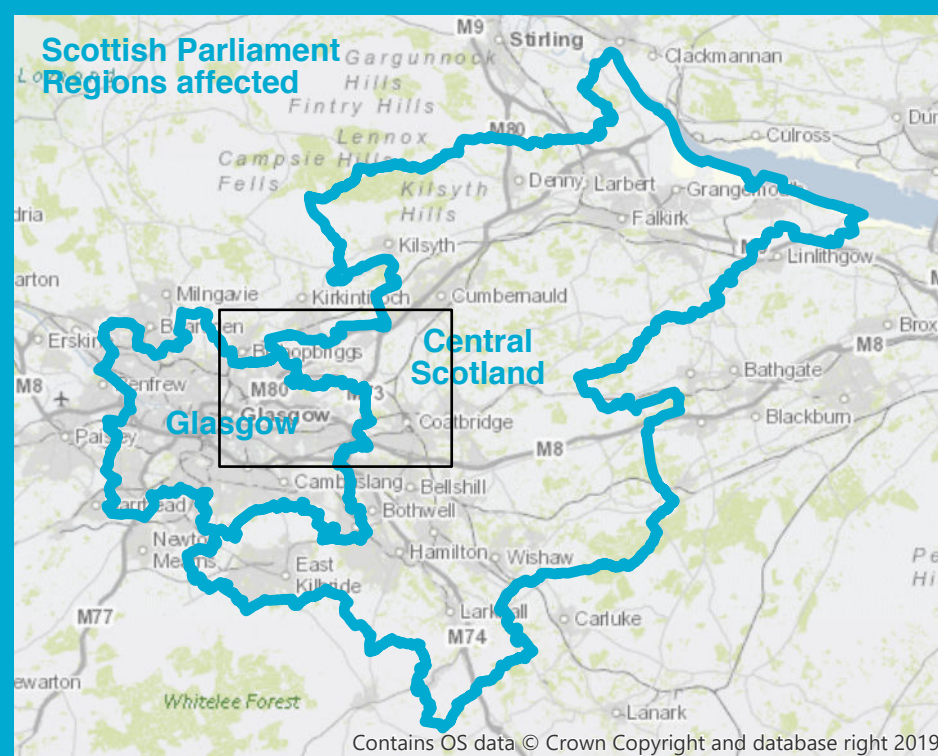 Scottish Parliament
Regions affected
M9
Stirling
Clackmannan
Gargunnock
Hills
Fintry Hills
Lennox
Hills
Campsie
Fells
M80
Culross
Denny
Larbert
Grangemouth
Kilsyth
Hills
Falkirk
Kilsyth
Linlithgow
Milngavie
Kirkintilloch
Cumbernauld
Bishopbriggs
Central
Scotland
M8
Bathgate
Renfrew
M80
M8
Glasgow
Glasgow
Coatbridge
Blackburn
M8
Cambuslang
Bellshill
Bothwell
Newton
Mearns
Hamilton
Wishaw
East
Kilbride
M77
Larkhall
Carluke
M74
Whitelee Forest
Lanark
Contains OS data © Crown Copyright and database right 2019